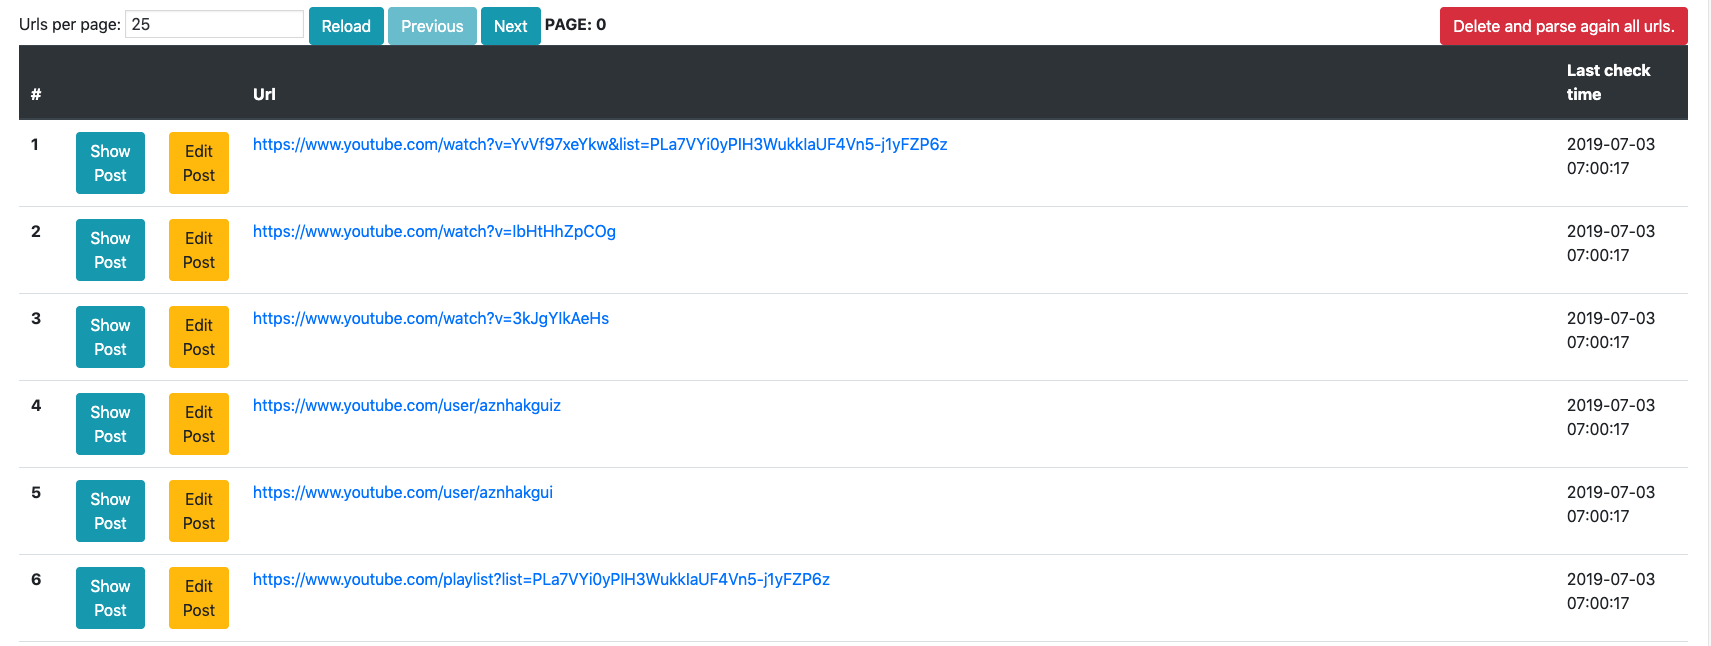 Urls per page: 25 Reload Previous Next PAGE: 0 Delete and parse again all urls.
# Url Last check time
1 Show Post Edit Post https://www.youtube.com/watch?v=YvVf97xeYkw&list=PLa7VYi0yPIH3WukklaUF4Vn5-j1yFZP6z 2019-07-03 07:00:17
2 Show Post Edit Post https://www.youtube.com/watch?v=lbHtHhZpCOg 2019-07-03 07:00:17
3 Show Post Edit Post https://www.youtube.com/watch?v=3kJgYlkAeHs 2019-07-03 07:00:17
4 Show Post Edit Post https://www.youtube.com/user/aznhakguiz 2019-07-03 07:00:17
5 Show Post Edit Post https://www.youtube.com/user/aznhakgui 2019-07-03 07:00:17
6 Show Post Edit Post https://www.youtube.com/playlist?list=PLa7VYi0yPIH3WukklaUF4Vn5-j1yFZP6z 2019-07-03 07:00:17